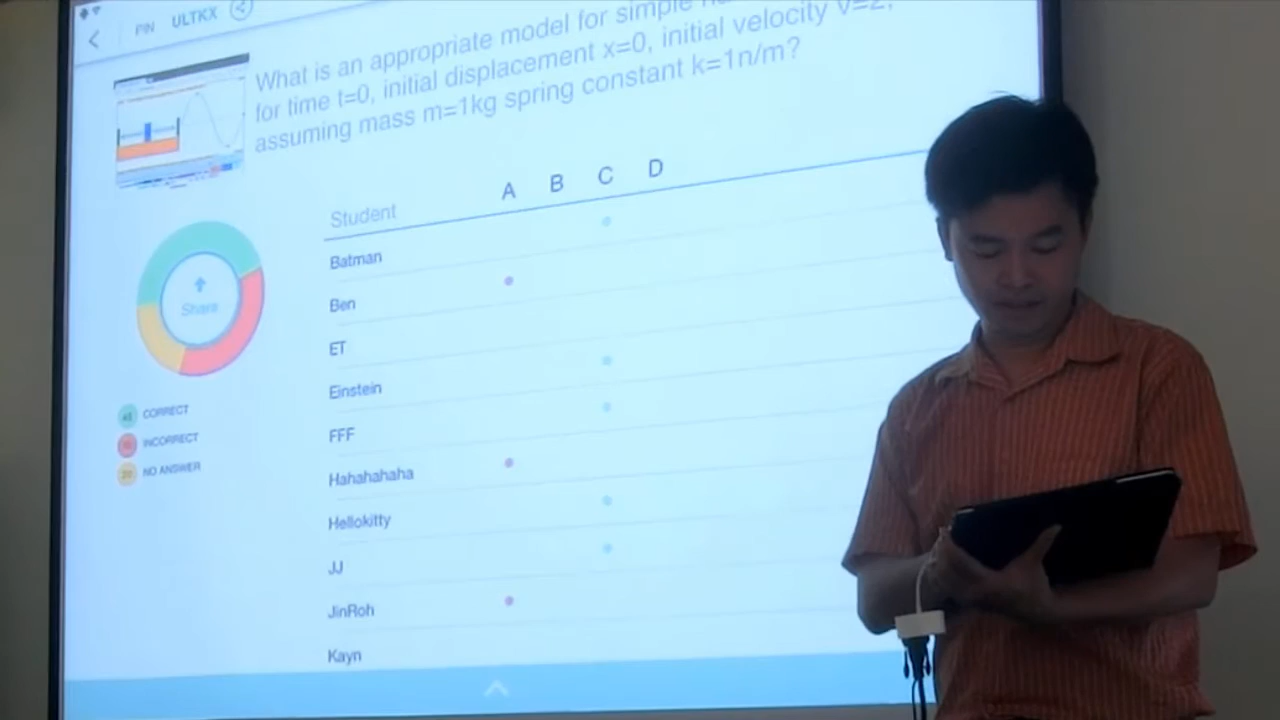 PIN ULTKX
What is an appropriate model for simple
for time t=0, initial displacement x=0, initial velocity v=2,
assuming mass m=1kg spring constant k=1n/m?
Student A B C D
Batman
Ben
ET
Einstein
FFF
Hahahahaha
Hellokitty
JJ
JinRoh
Kayn
Share
CORRECT
INCORRECT
NO ANSWER